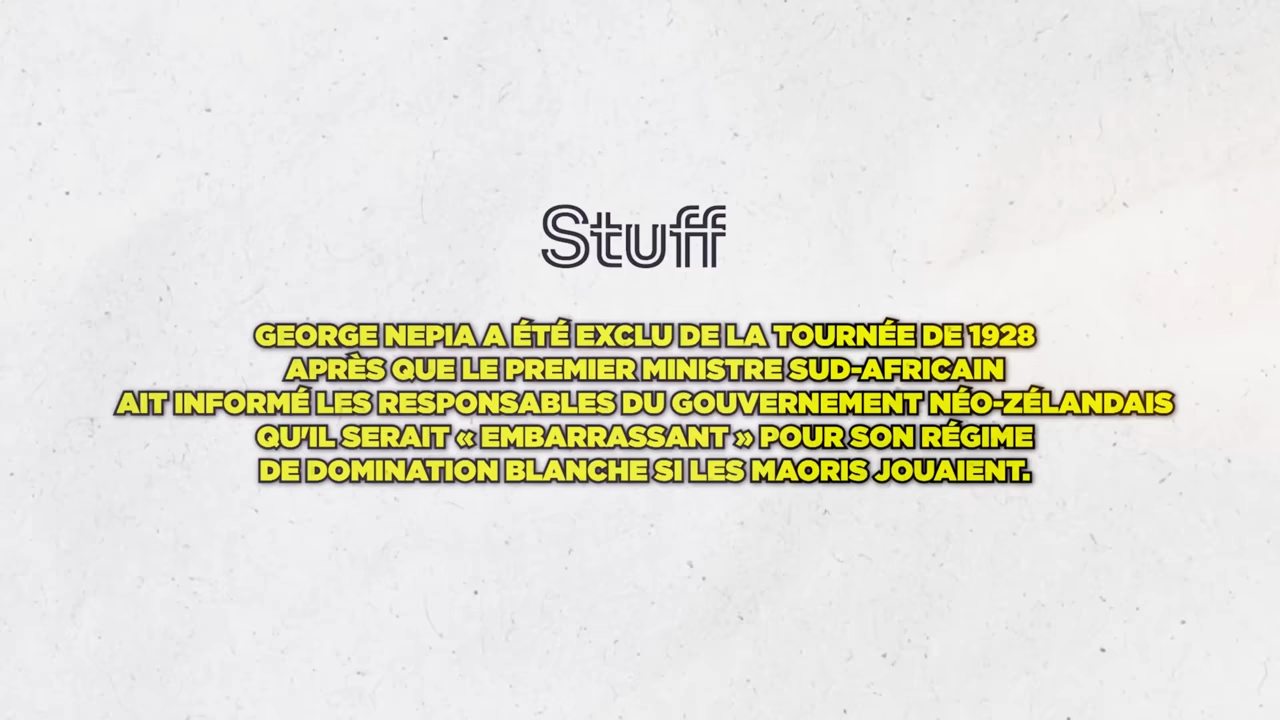 Stuff
GEORGE NEPIA A ÉTÉ EXCLU DE LA TOURNÉE DE 1928
APRÈS QUE LE PREMIER MINISTRE SUD-AFRICAIN
AIT INFORMÉ LES RESPONSABLES DU GOUVERNEMENT NÉO-ZÉLANDAIS
QU'IL SERAIT « EMBARRASSANT » POUR SON RÉGIME
DE DOMINATION BLANCHE SI LES MAORIS JOUAIENT.